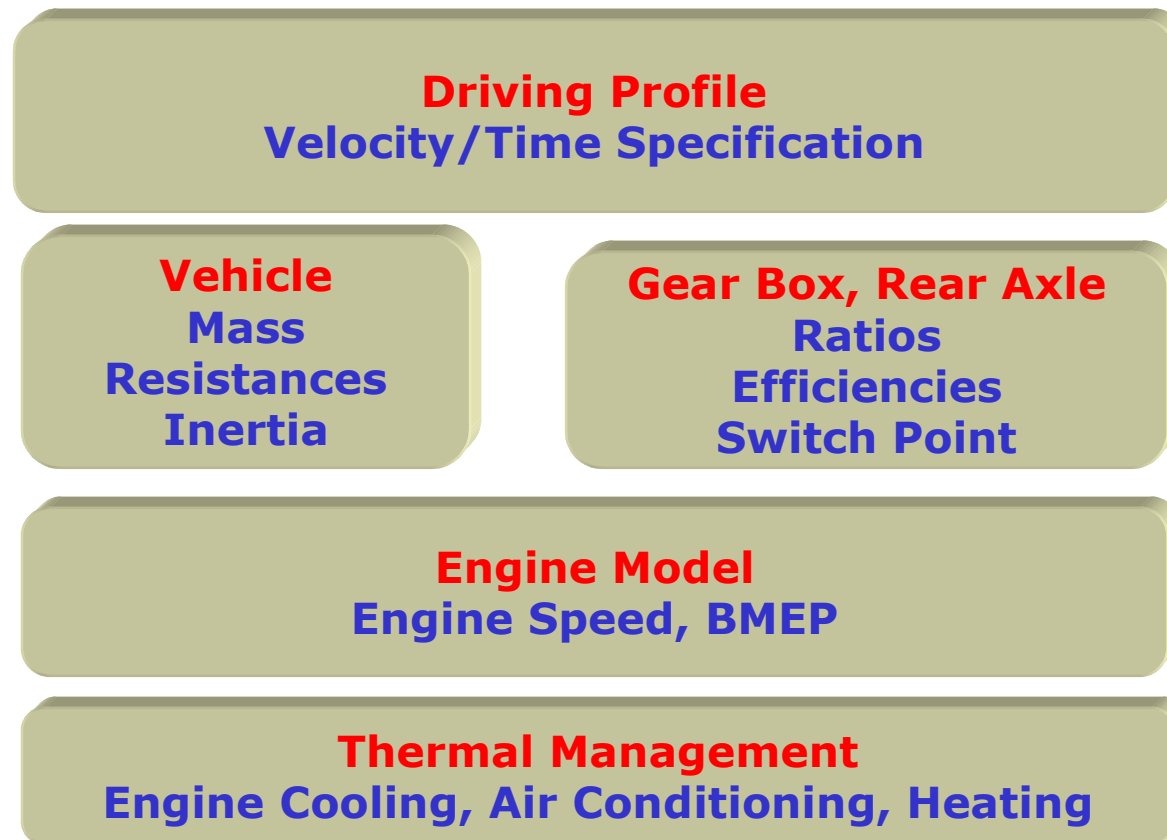 Driving Profile
Velocity/Time Specification
Vehicle
Mass
Resistances
Inertia
Gear Box, Rear Axle
Ratios
Efficiencies
Switch Point
Engine Model
Engine Speed, BMEP
Thermal Management
Engine Cooling, Air Conditioning, Heating